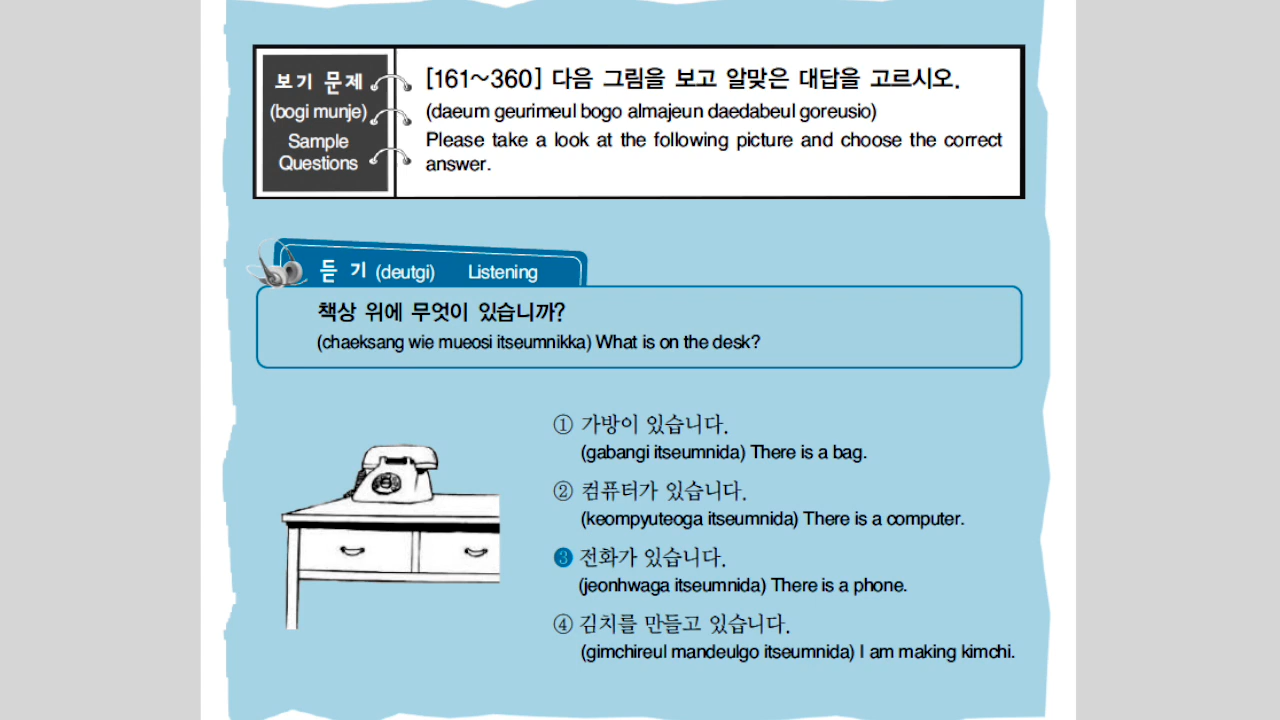 보기 문제
(bogi munje)
Sample
Questions
[161~360] 다음 그림을 보고 알맞은 대답을 고르시오.
(daeum geurimeul bogo almajeun daedabeul goreusio)
Please take a look at the following picture and choose the correct
answer.
듣 기 (deutgi) Listening
책상 위에 무엇이 있습니까?
(chaeksang wie mueosi itseumnikka) What is on the desk?
① 가방이 있습니다.
(gabangi itseumnida) There is a bag.
② 컴퓨터가 있습니다.
(keompyuteoga itseumnida) There is a computer.
❸ 전화가 있습니다.
(jeonhwaga itseumnida) There is a phone.
④ 김치를 만들고 있습니다.
(gimchireul mandeulgo itseumnida) I am making kimchi.